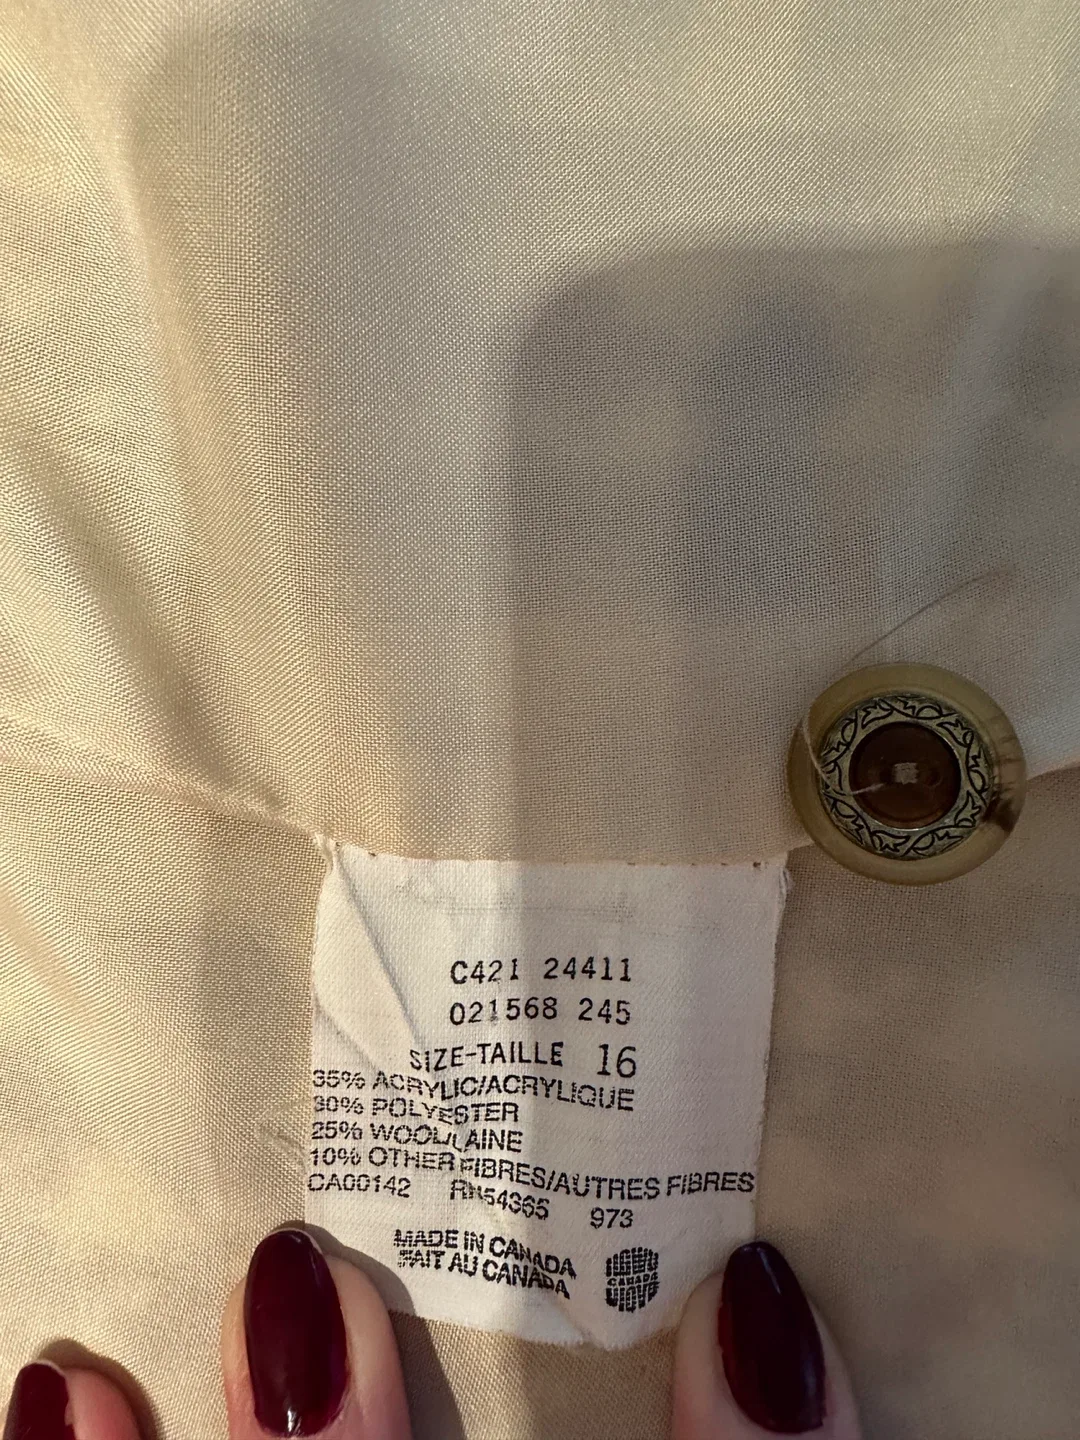 C421 24411
021568 245
SIZE-TAILLE 16
35% ACRYLIC/ACRYLIQUE
30% POLYESTER
25% WOOL/LAINE
10% OTHER FIBRES/AUTRES FIBRES
CA00142 RN54365 973
MADE IN CANADA
FAIT AU CANADA
CANADA